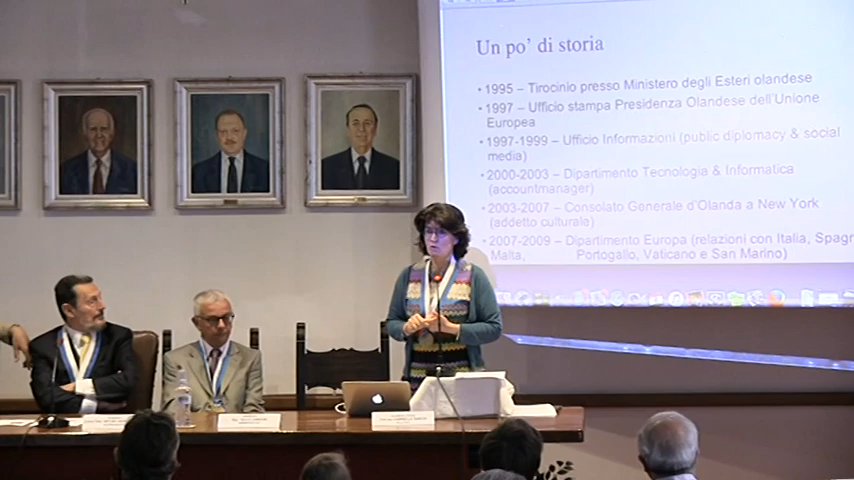 Un po' di storia
• 1995 – Tirocinio presso Ministero degli Esteri olandese
• 1997 – Ufficio stampa Presidenza Olandese dell'Unione
Europea
• 1997-1999 – Ufficio Informazioni (public diplomacy & social
media)
• 2000-2003 – Dipartimento Tecnologia & Informatica
(accountmanager)
• 2003-2007 – Consolato Generale d'Olanda a New York
(addetto culturale)
• 2007-2009 – Dipartimento Europa (relazioni con Italia, Spagn
Malta, Portogallo, Vaticano e San Marino)